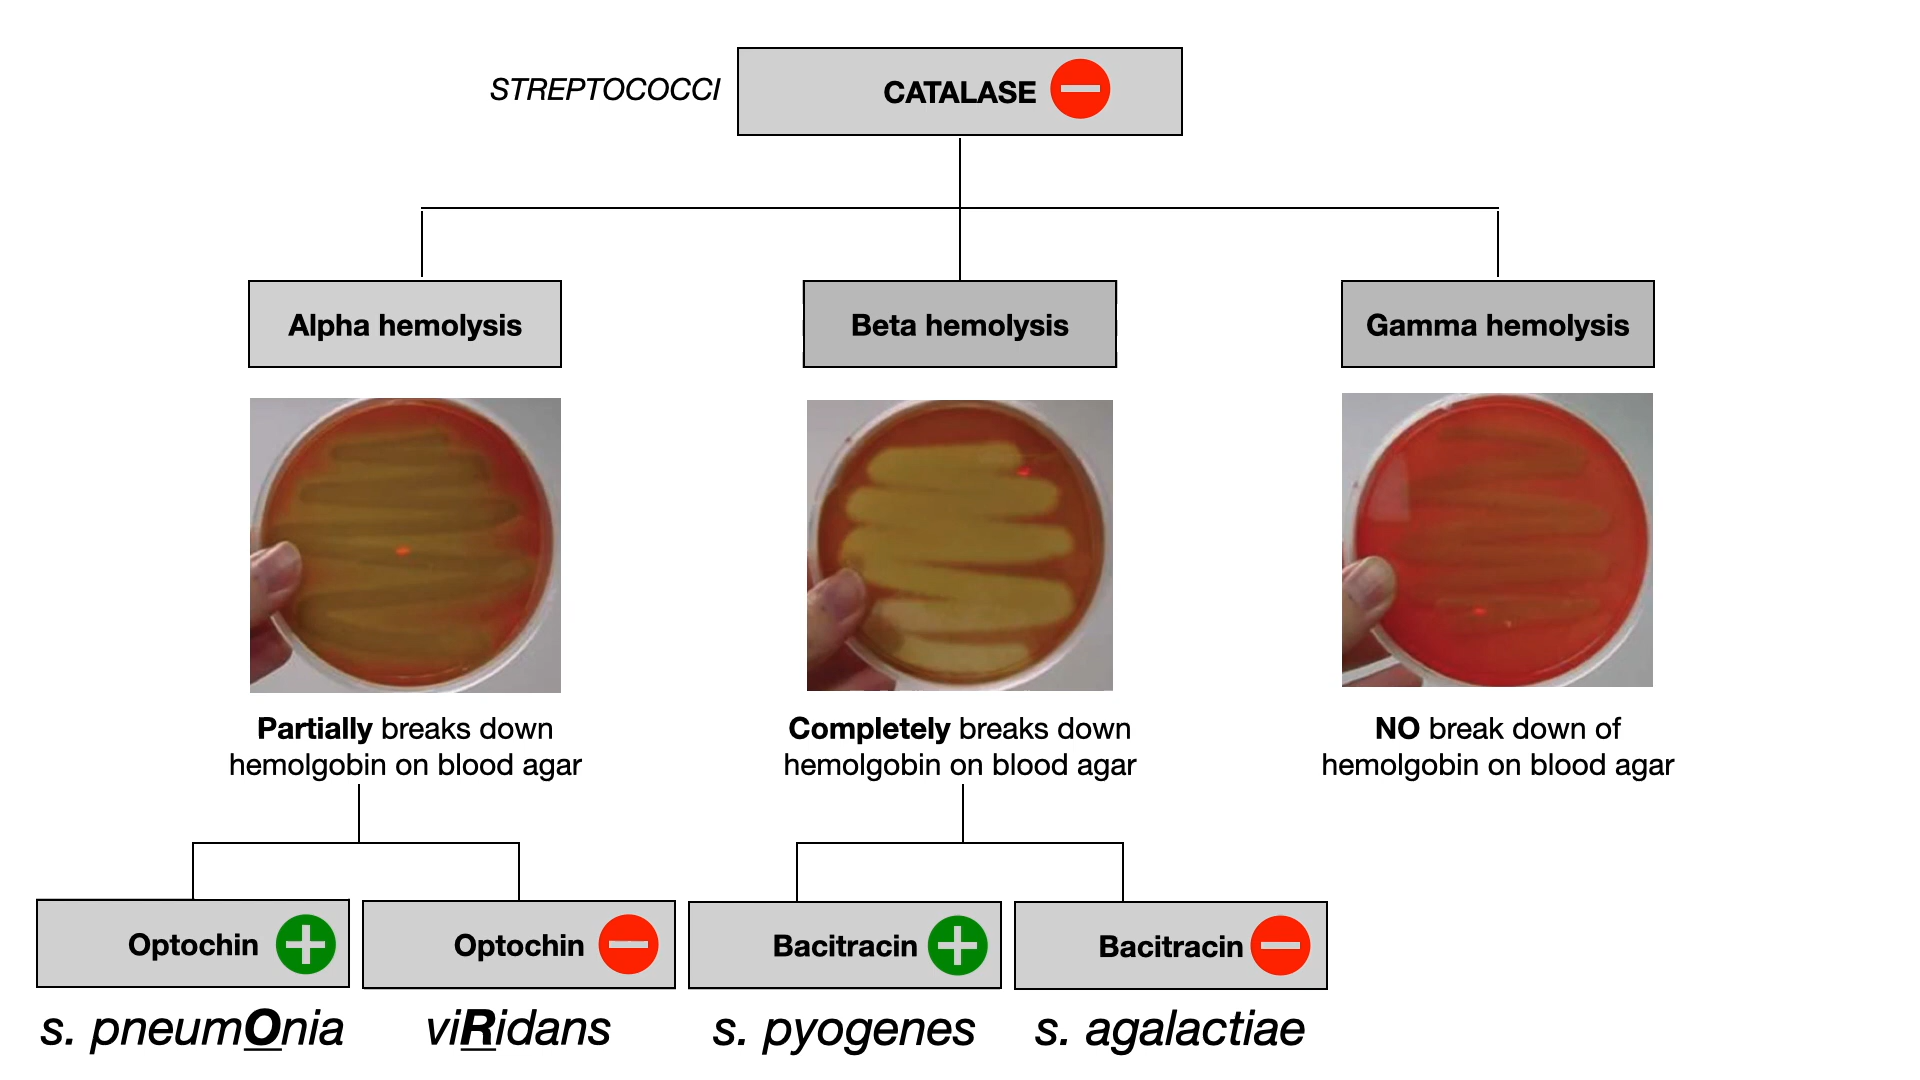 STREPTOCOCCI
CATALASE
Alpha hemolysis
Beta hemolysis
Gamma hemolysis
Partially breaks down
hemolgobin on blood agar
Completely breaks down
hemolgobin on blood agar
NO break down of
hemolgobin on blood agar
Optochin
Optochin
Bacitracin
Bacitracin
s. pneumOnia
viRidans
s. pyogenes
s. agalactiae